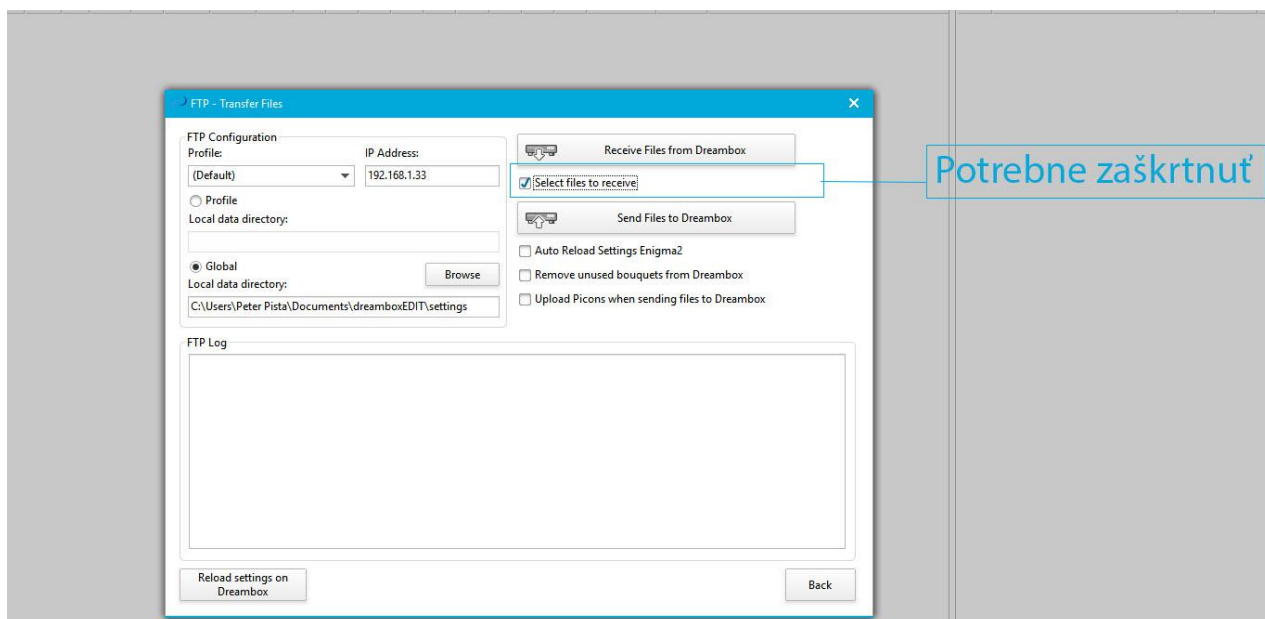 FTP - Transfer Files
FTP Configuration
Profile:
IP Address:
(Default)
192.168.1.33
Profile
Local data directory:
Global
Browse
Local data directory:
C:\Users\Peter Pista\Documents\dreamboxEDIT\settings
Receive Files from Dreambox
Select files to receive
Send Files to Dreambox
Auto Reload Settings Enigma2
Remove unused bouquets from Dreambox
Upload Picons when sending files to Dreambox
Potrebne zaškrtnuť
FTP Log
Reload settings on
Dreambox
Back